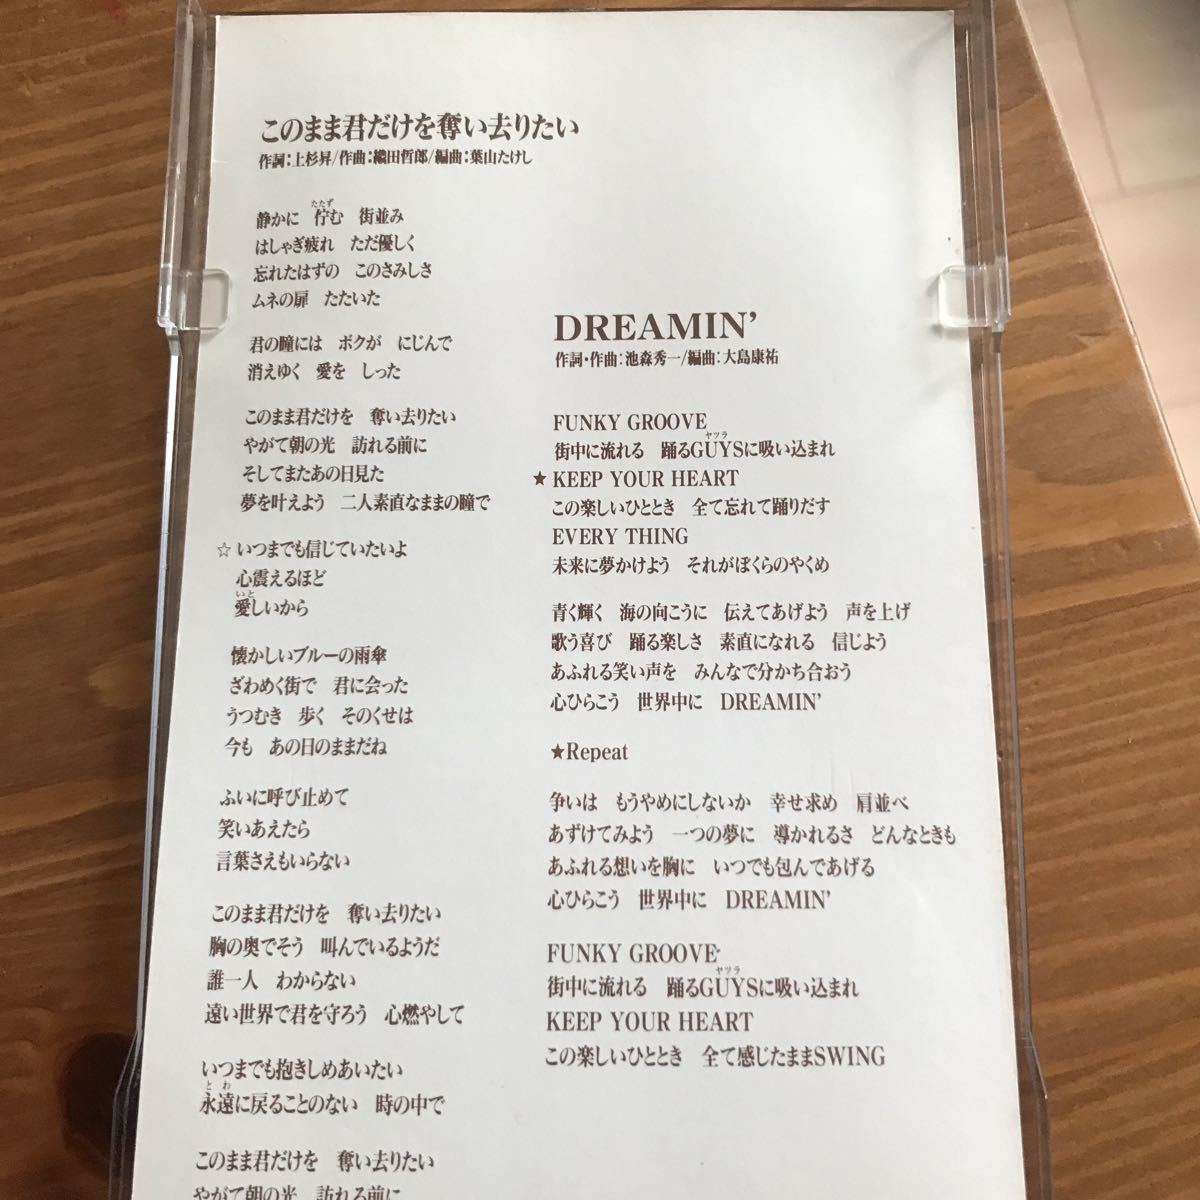 このまま君だけを奪い去りたい
作詞:上杉昇/作曲:織田哲郎/編曲:葉山たけし
たたず
静かに 佇む 街並み
はしゃぎ疲れ ただ優しく
忘れたはずの このさみしさ
ムネの扉 たたいた
君の瞳には ボクが にじんで
消えゆく 愛を しった
このまま君だけを 奪い去りたい
やがて朝の光 訪れる前に
そしてまたあの日見た
夢を叶えよう 二人素直なままの瞳で
☆いつまでも信じていたいよ
心震えるほど
いと
愛しいから
懐かしいブルーの雨傘
ざわめく街で 君に会った
うつむき 歩く そのくせは
今も あの日のままだね
ふいに呼び止めて
笑いあえたら
言葉さえもいらない
このまま君だけを 奪い去りたい
胸の奥でそう 叫んでいるようだ
誰一人 わからない
遠い世界で君を守ろう 心燃やして
いつまでも抱きしめあいたい
とわ
永遠に戻ることのない 時の中で
このまま君だけを 奪い去りたい
やがて朝の光 訪れる前に
DREAMIN’
作詞・作曲:池森秀一/編曲:大島康祐
FUNKY GROOVE
ヤツラ
街中に流れる 踊るGUYSに吸い込まれ
★KEEP YOUR HEART
この楽しいひととき 全て忘れて踊りだす
EVERY THING
未来に夢かけよう それがぼくらのやくめ
青く輝く 海の向こうに 伝えてあげよう 声を上げ
歌う喜び 踊る楽しさ 素直になれる 信じよう
あふれる笑い声を みんなで分かち合おう
心ひらこう 世界中に DREAMIN’
★Repeat
争いは もうやめにしないか 幸せ求め 肩並べ
あずけてみよう 一つの夢に 導かれるさ どんなときも
あふれる想いを胸に いつでも包んであげる
心ひらこう 世界中に DREAMIN’
FUNKY GROOVE
ヤツラ
街中に流れる 踊るGUYSに吸い込まれ
KEEP YOUR HEART
この楽しいひととき 全て感じたままSWING